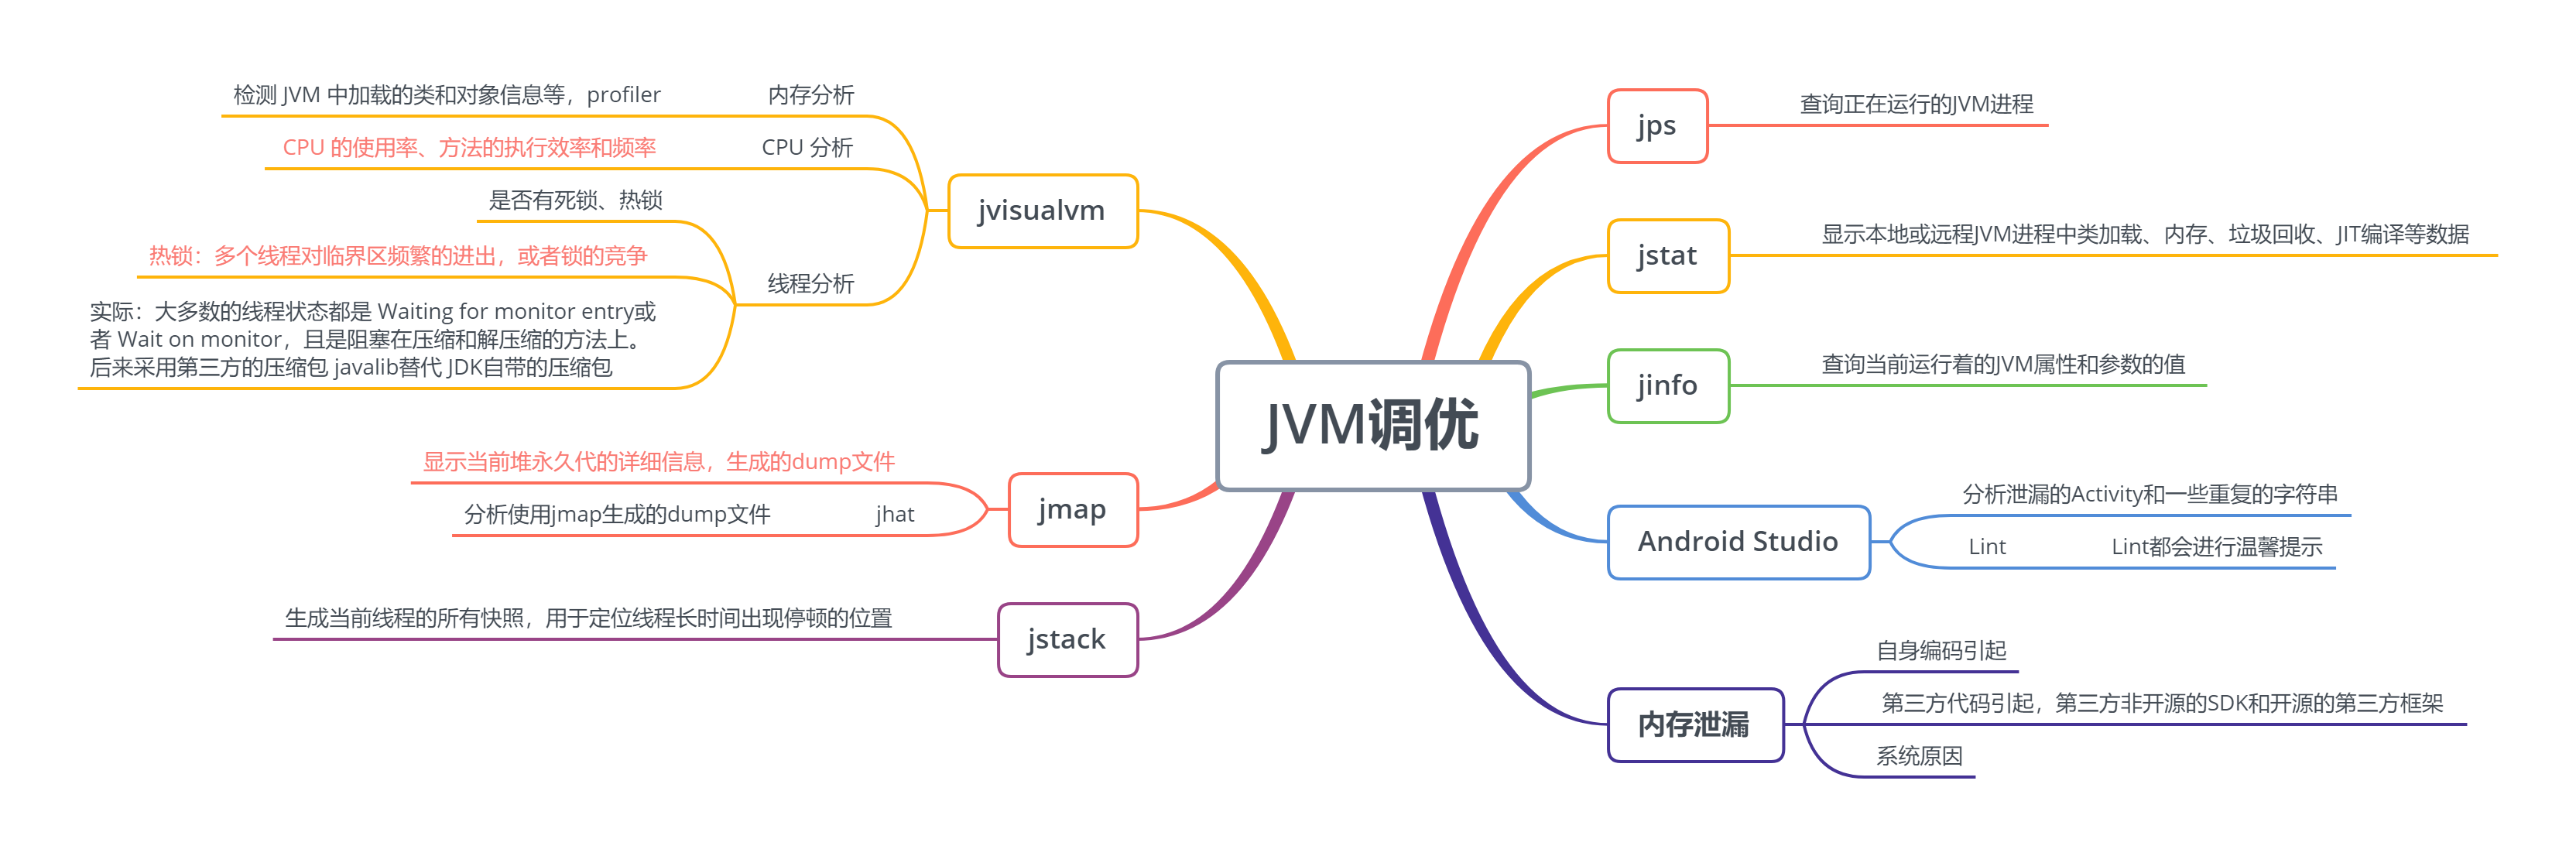 JVM调优
jps
查询正在运行的JVM进程
jstat
显示本地或远程JVM进程中类加载、内存、垃圾回收、JIT编译等数据
jinfo
查询当前运行着的JVM属性和参数的值
Android Studio
分析泄漏的Activity和一些重复的字符串
Lint
Lint都会进行温馨提示
内存泄漏
自身编码引起
第三方代码引起，第三方非开源的SDK和开源的第三方框架
系统原因
jvisualvm
内存分析
检测 JVM 中加载的类和对象信息等，profiler
CPU 分析
CPU 的使用率、方法的执行效率和频率
线程分析
是否有死锁、热锁
热锁：多个线程对临界区频繁的进出，或者锁的竞争
实际：大多数的线程状态都是 Waiting for monitor entry或
者 Wait on monitor，且是阻塞在压缩和解压缩的方法上。
后来采用第三方的压缩包 javalib替代 JDK自带的压缩包
jmap
显示当前堆永久代的详细信息，生成的dump文件
jhat
分析使用jmap生成的dump文件
jstack
生成当前线程的所有快照，用于定位线程长时间出现停顿的位置